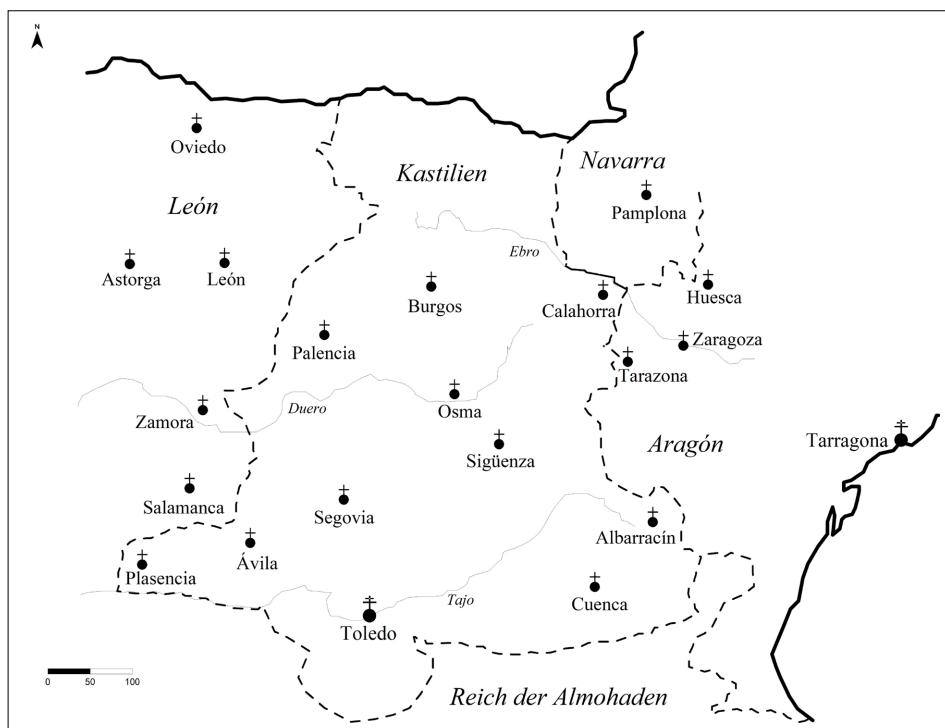 N
Oviedo
Kastilien
Navarra
León
Pamplona
Ebro
Astorga
León
Huesca
Burgos
Calahorra
Palencia
Zaragoza
Tarazona
Duero
Osma
Zamora
Tarragona
Aragón
Sigüenza
Salamanca
Segovia
Albarracín
Ávila
Plasencia
Tajo
Cuenca
Toledo
Reich der Almohaden
0 50 100